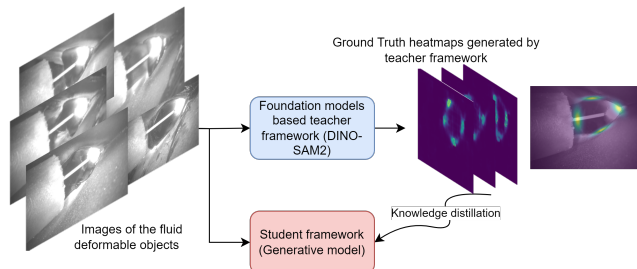 Ground Truth heatmaps generated by
teacher framework
Foundation models
based teacher
framework (DINO-
SAM2)
Images of the fluid
deformable objects
Knowledge distillation
Student framework
(Generative model)